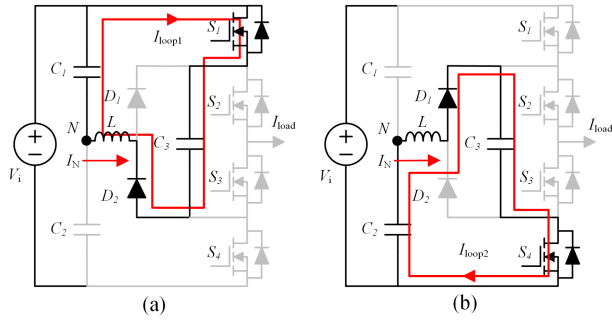 S1
Iloop1
C1
S2
D1
N
L
Iload
C3
IN
Vi
S3
D2
C2
S4
(a)
S1
C1
S2
D1
N
L
Iload
C3
IN
Vi
S3
D2
C2
Iloop2
S4
(b)